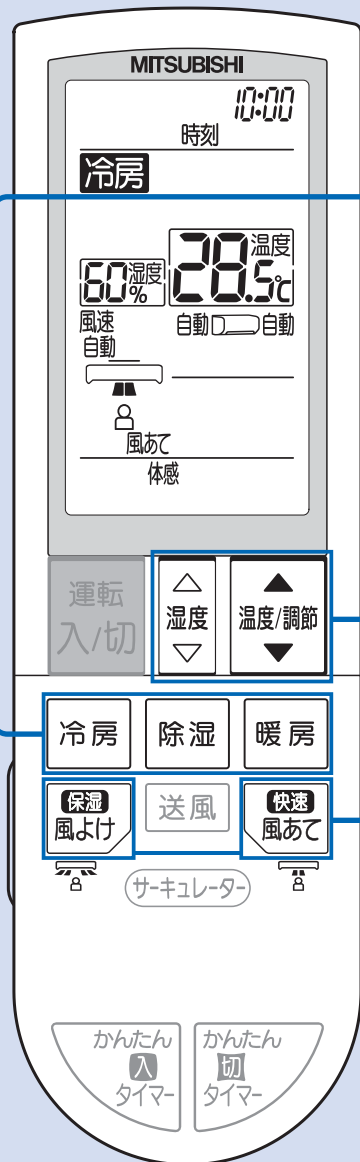 MITSUBISHI
10:00
時刻
冷房
60% 湿度
28.5℃ 温度
風速
自動
自動 自動
風あて
体感
運転
入/切
△
湿度
▽
▲
温度/調節
▼
冷房 除湿 暖房
保湿
風よけ
送風
快速
風あて
サーキュレーター
かんたん
入
タイマー
かんたん
切
タイマー